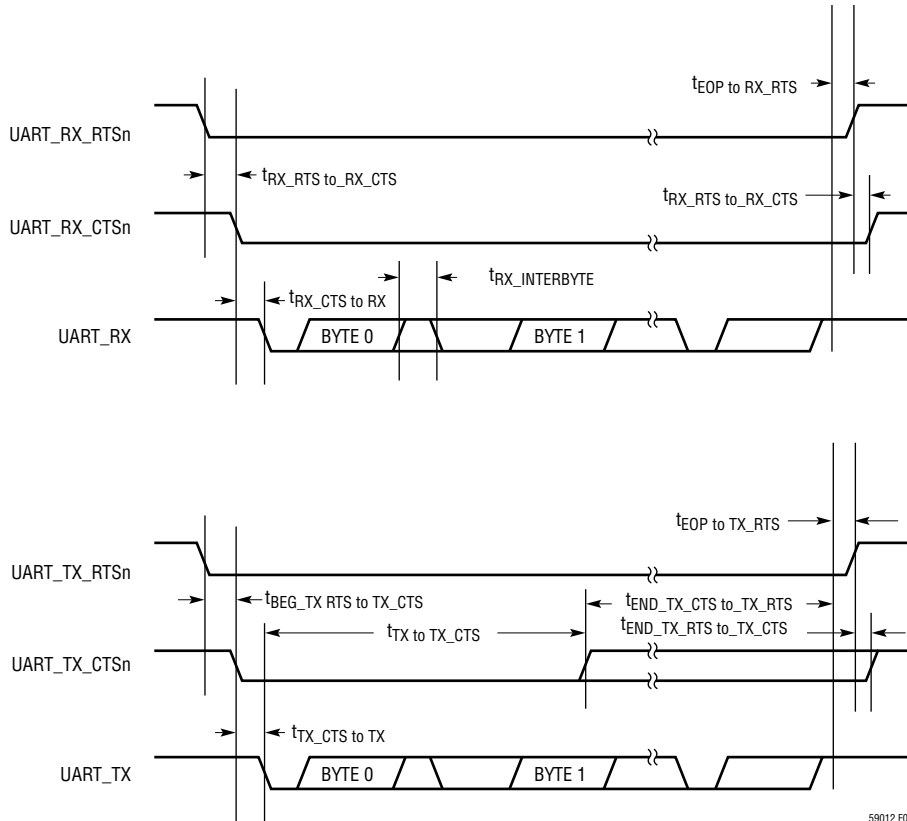 tEOP to RX_RTS
UART_RX_RTSn
tRX_RTS to_RX_CTS
tRX_RTS to_RX_CTS
UART_RX_CTSn
tRX_INTERBYTE
tRX_CTS to RX
UART_RX
BYTE 0
BYTE 1
tEOP to TX_RTS
UART_TX_RTSn
tBEG_TX RTS to TX_CTS
tEND_TX_CTS to_TX_RTS
tTX to TX_CTS
tEND_TX_RTS to_TX_CTS
UART_TX_CTSn
tTX_CTS to TX
UART_TX
BYTE 0
BYTE 1